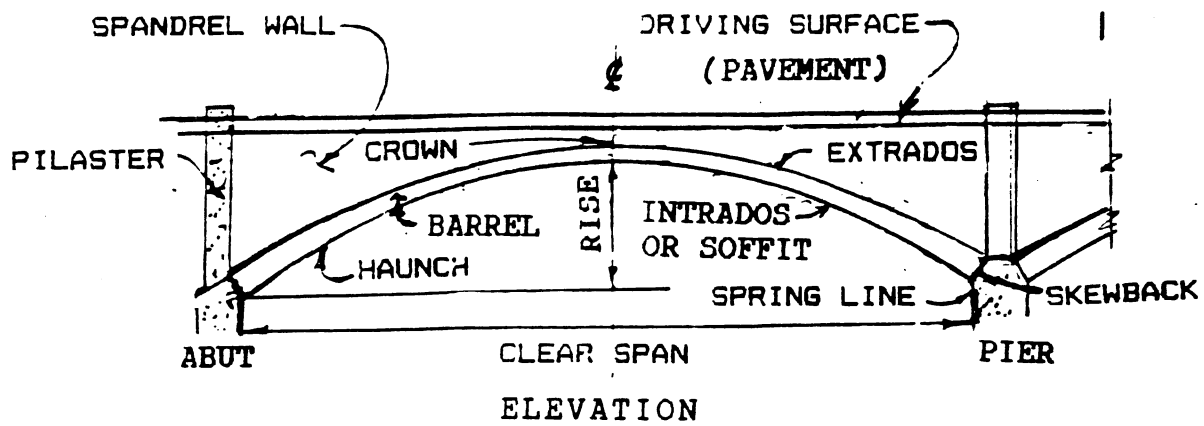 SPANDREL WALL
DRIVING SURFACE
(PAVEMENT)
℄
PILASTER
CROWN
EXTRADOS
BARREL
RISE
INTRADOS
OR SOFFIT
HAUNCH
SPRING LINE
SKEWBACK
ABUT
CLEAR SPAN
PIER
ELEVATION